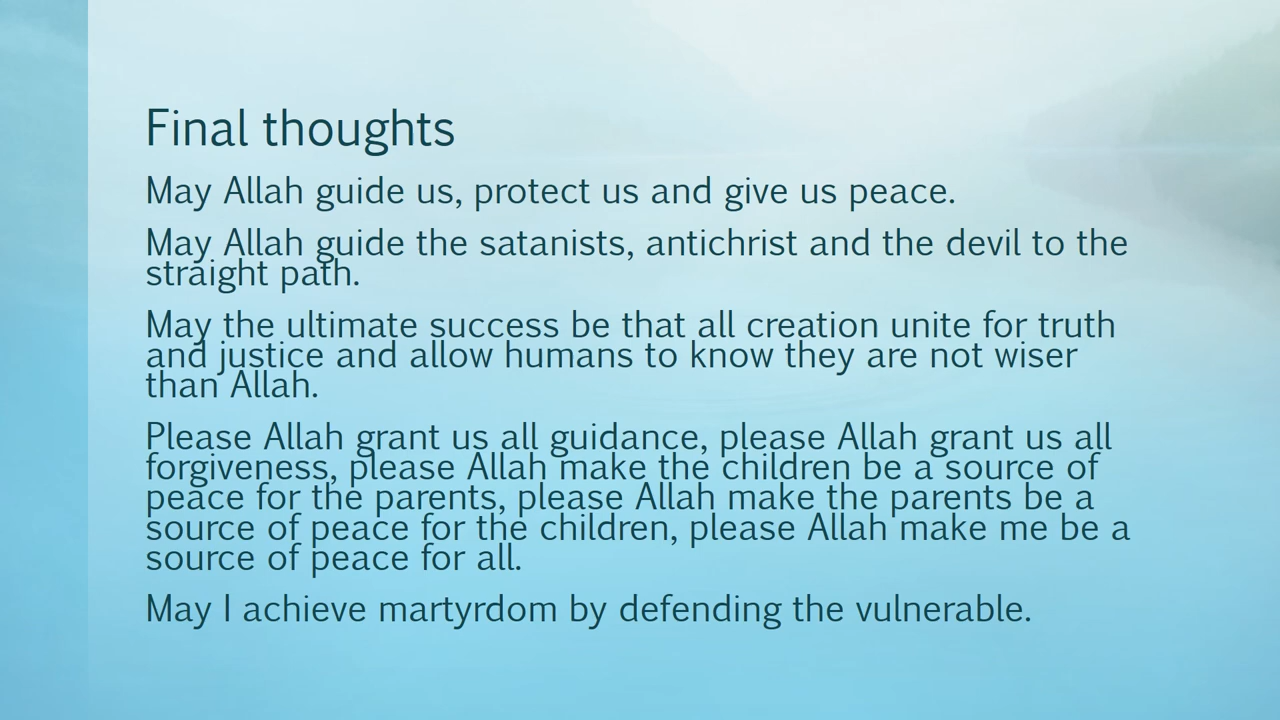 Final thoughts
May Allah guide us, protect us and give us peace.
May Allah guide the satanists, antichrist and the devil to the
straight path.
May the ultimate success be that all creation unite for truth
and justice and allow humans to know they are not wiser
than Allah.
Please Allah grant us all guidance, please Allah grant us all
forgiveness, please Allah make the children be a source of
peace for the parents, please Allah make the parents be a
source of peace for the children, please Allah make me be a
source of peace for all.
May I achieve martyrdom by defending the vulnerable.